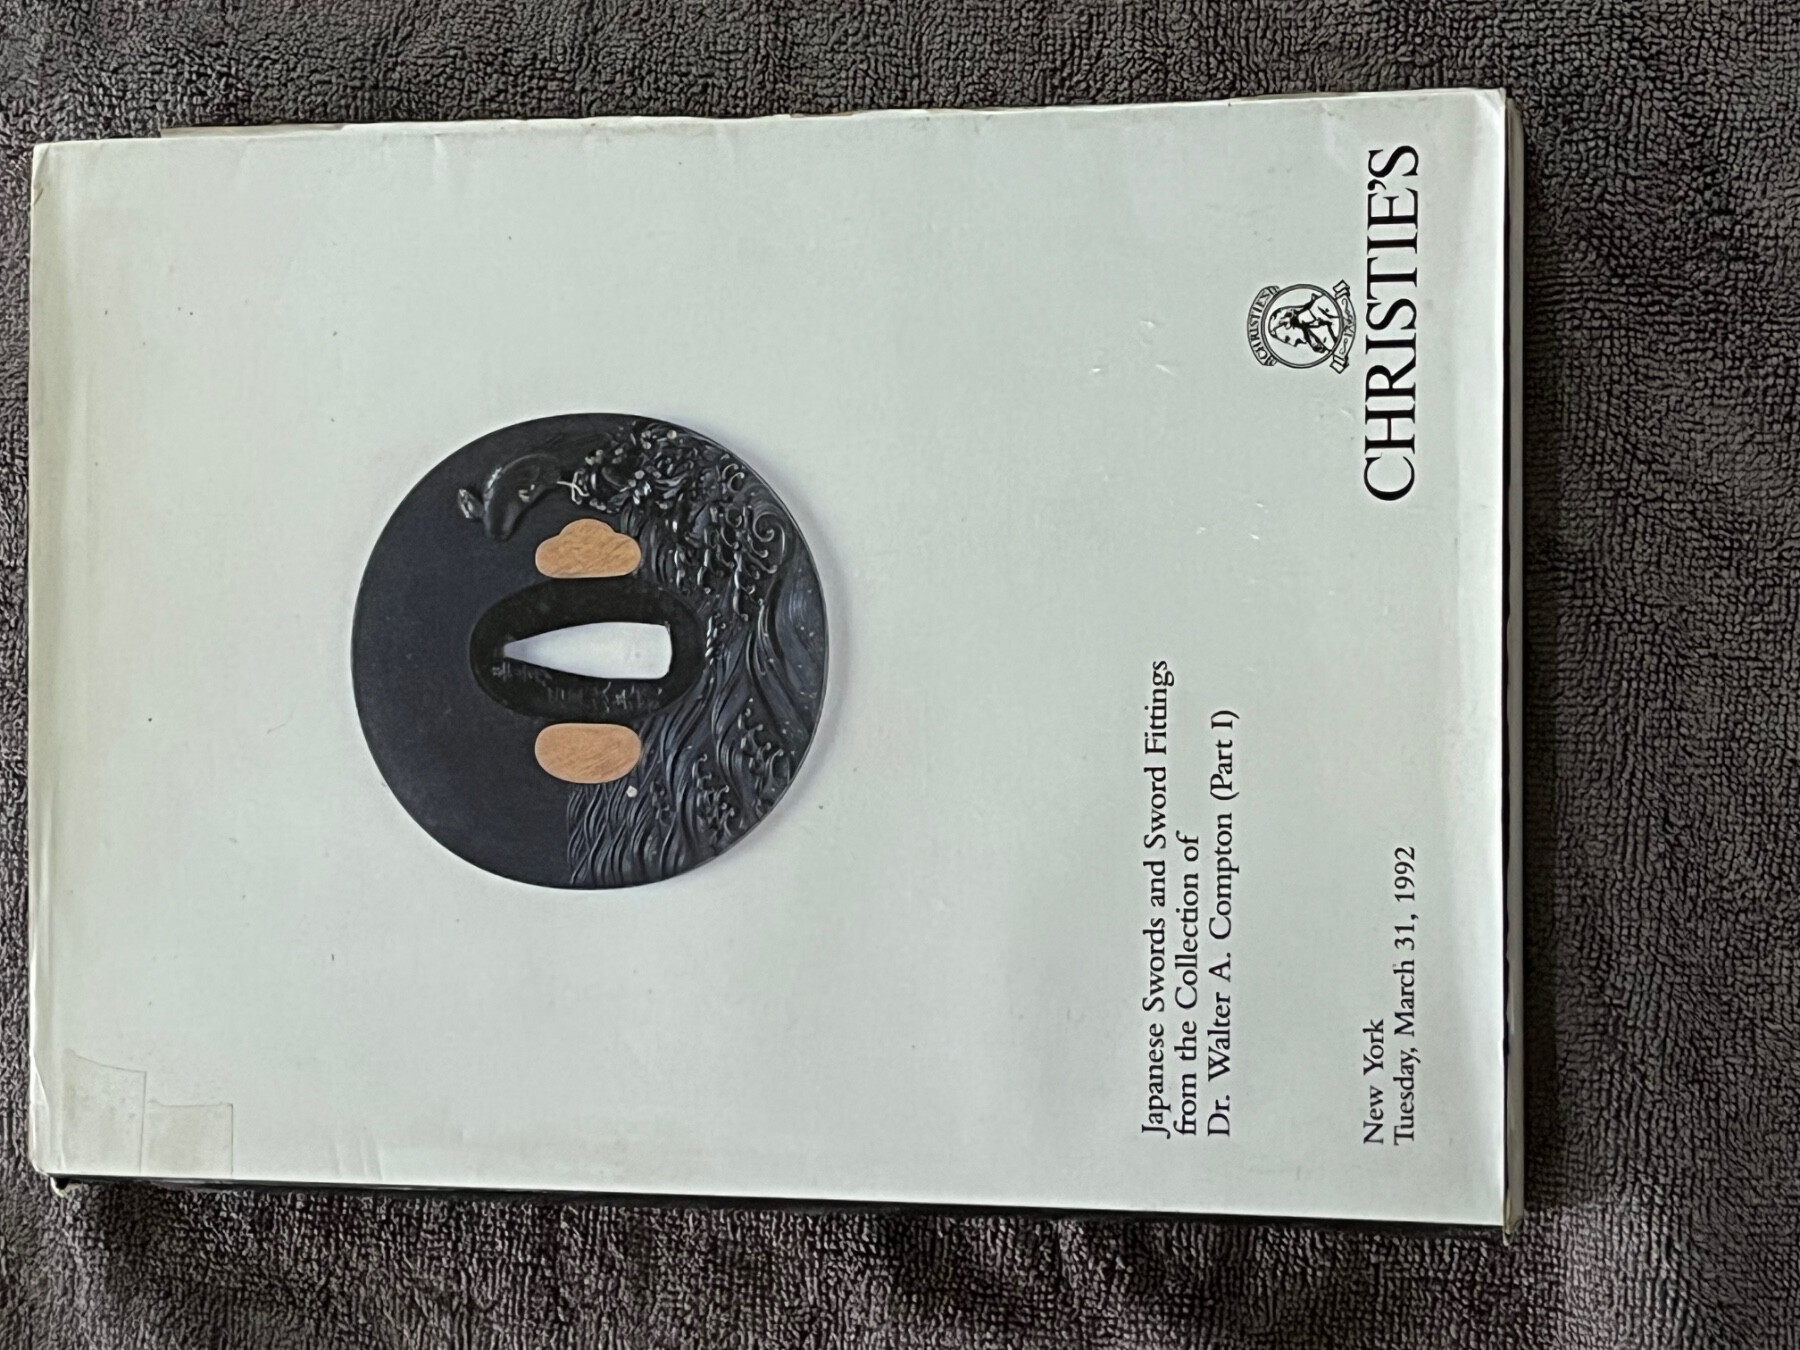 Japanese Swords and Sword Fittings
from the Collection of
Dr. Walter A. Compton (Part I)
New York
Tuesday, March 31, 1992
CHRISTIE'S
CHRISTIE'S